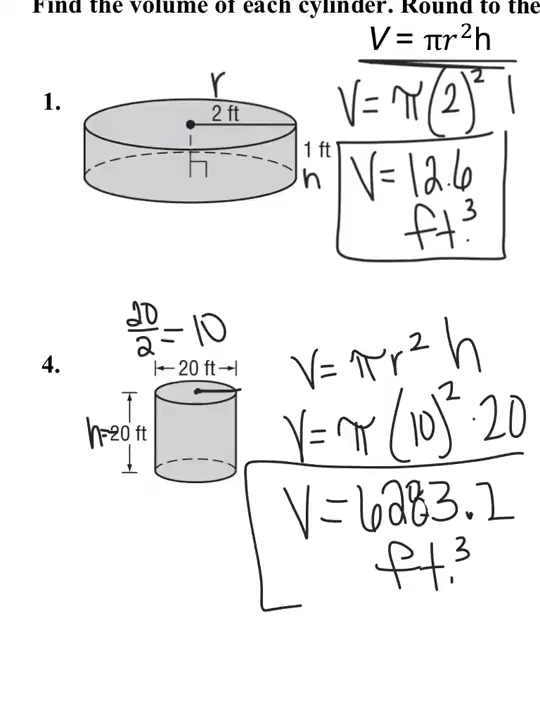 Find the volume of each cylinder. Round to the
V = πr²h
1.
r
2 ft
1 ft
h
V = π(2)² 1
V = 12.6
ft.³
20/2 = 10
4.
20 ft
h=20 ft
V = πr² h
V = π(10)² · 20
V = 6283.2
ft.³